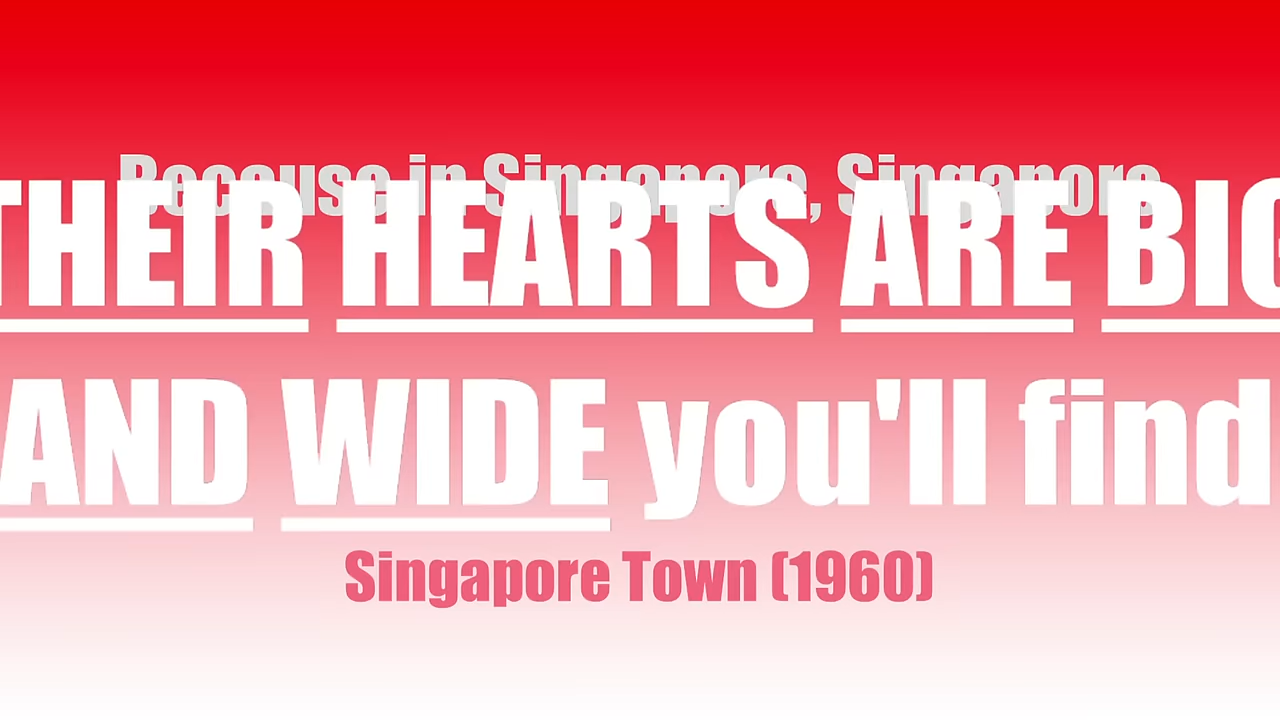 Because in Singapore, Singapore
THEIR HEARTS ARE BIG
AND WIDE you'll find
Singapore Town (1960)